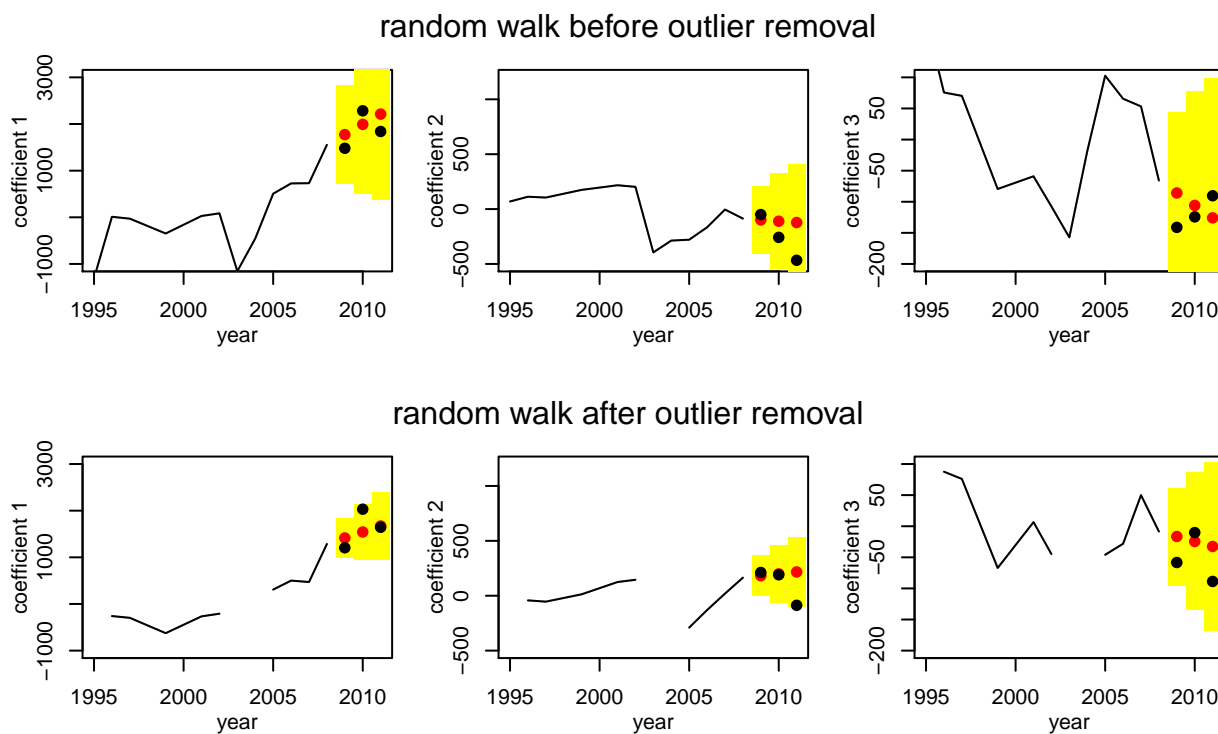 random walk before outlier removal
coefficient 1
3000
1000
−1000
1995 2000 2005 2010
year
coefficient 2
500
0
−500
1995 2000 2005 2010
year
coefficient 3
50
−50
−200
1995 2000 2005 2010
year
random walk after outlier removal
coefficient 1
3000
1000
−1000
1995 2000 2005 2010
year
coefficient 2
500
0
−500
1995 2000 2005 2010
year
coefficient 3
50
−50
−200
1995 2000 2005 2010
year